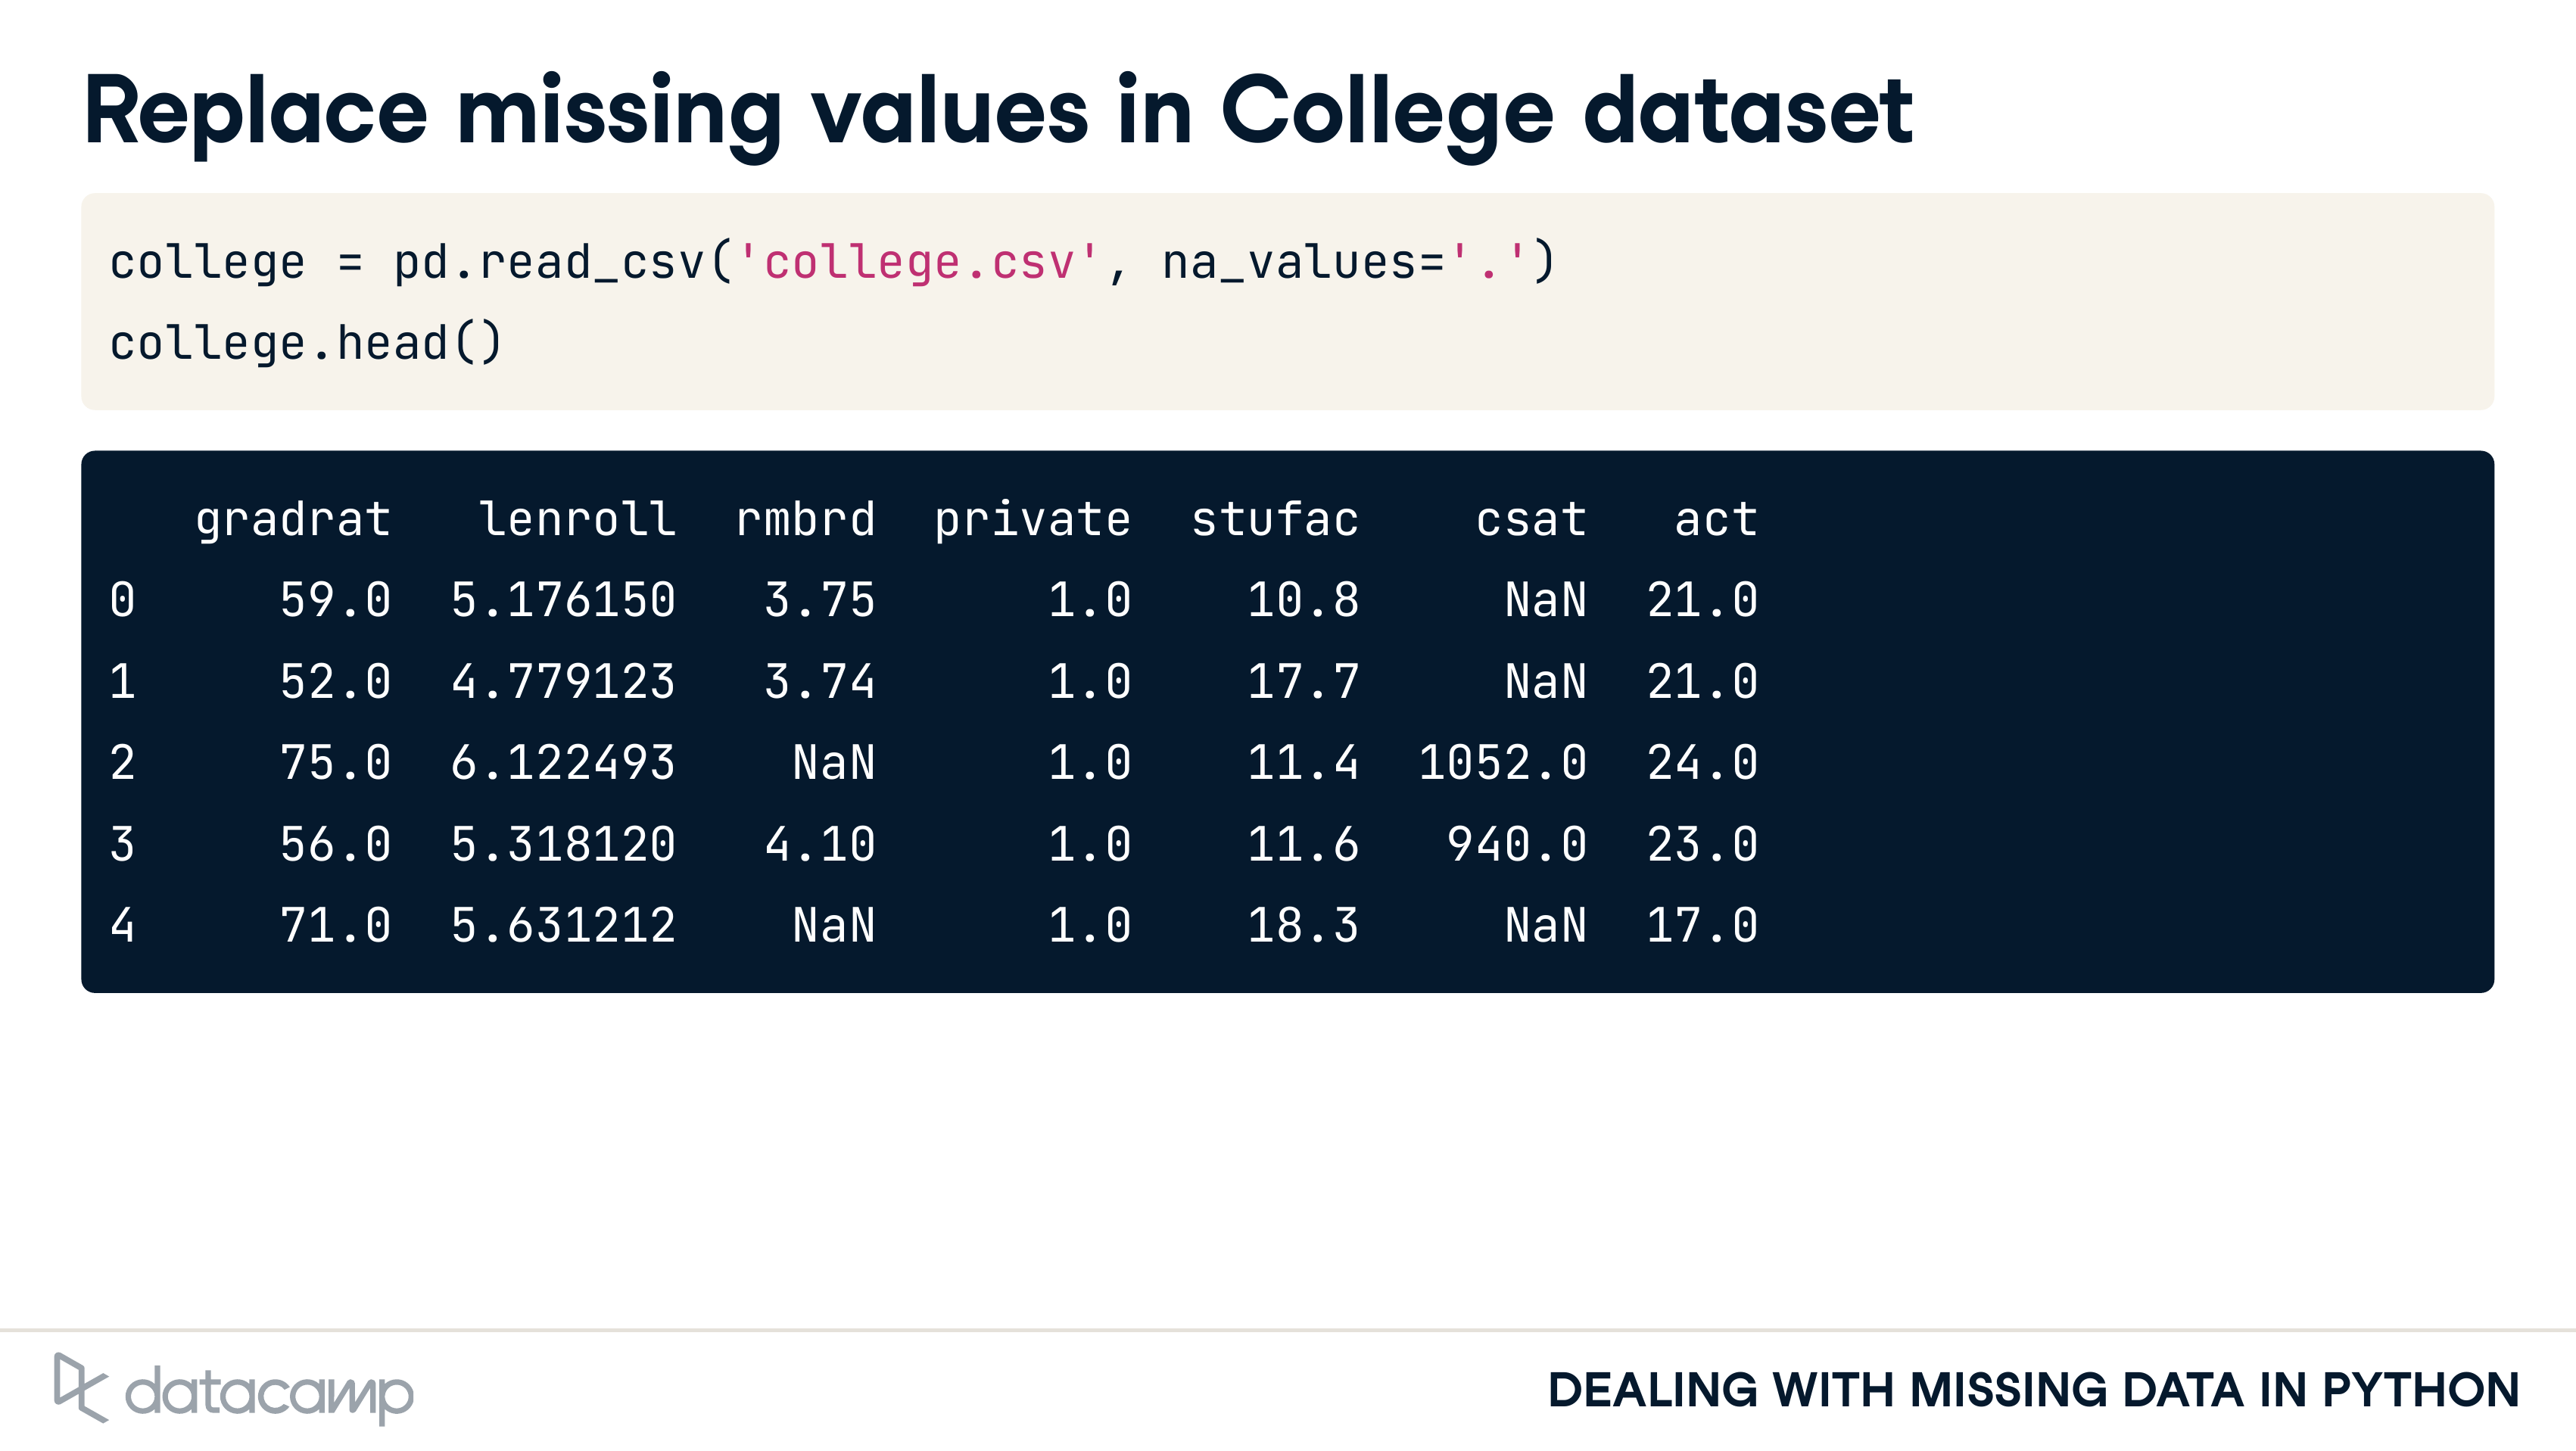 Replace missing values in College dataset
college = pd.read_csv('college.csv', na_values='.')
college.head()
gradrat lenroll rmbrd private stufac csat act
0 59.0 5.176150 3.75 1.0 10.8 NaN 21.0
1 52.0 4.779123 3.74 1.0 17.7 NaN 21.0
2 75.0 6.122493 NaN 1.0 11.4 1052.0 24.0
3 56.0 5.318120 4.10 1.0 11.6 940.0 23.0
4 71.0 5.631212 NaN 1.0 18.3 NaN 17.0
datacamp
DEALING WITH MISSING DATA IN PYTHON